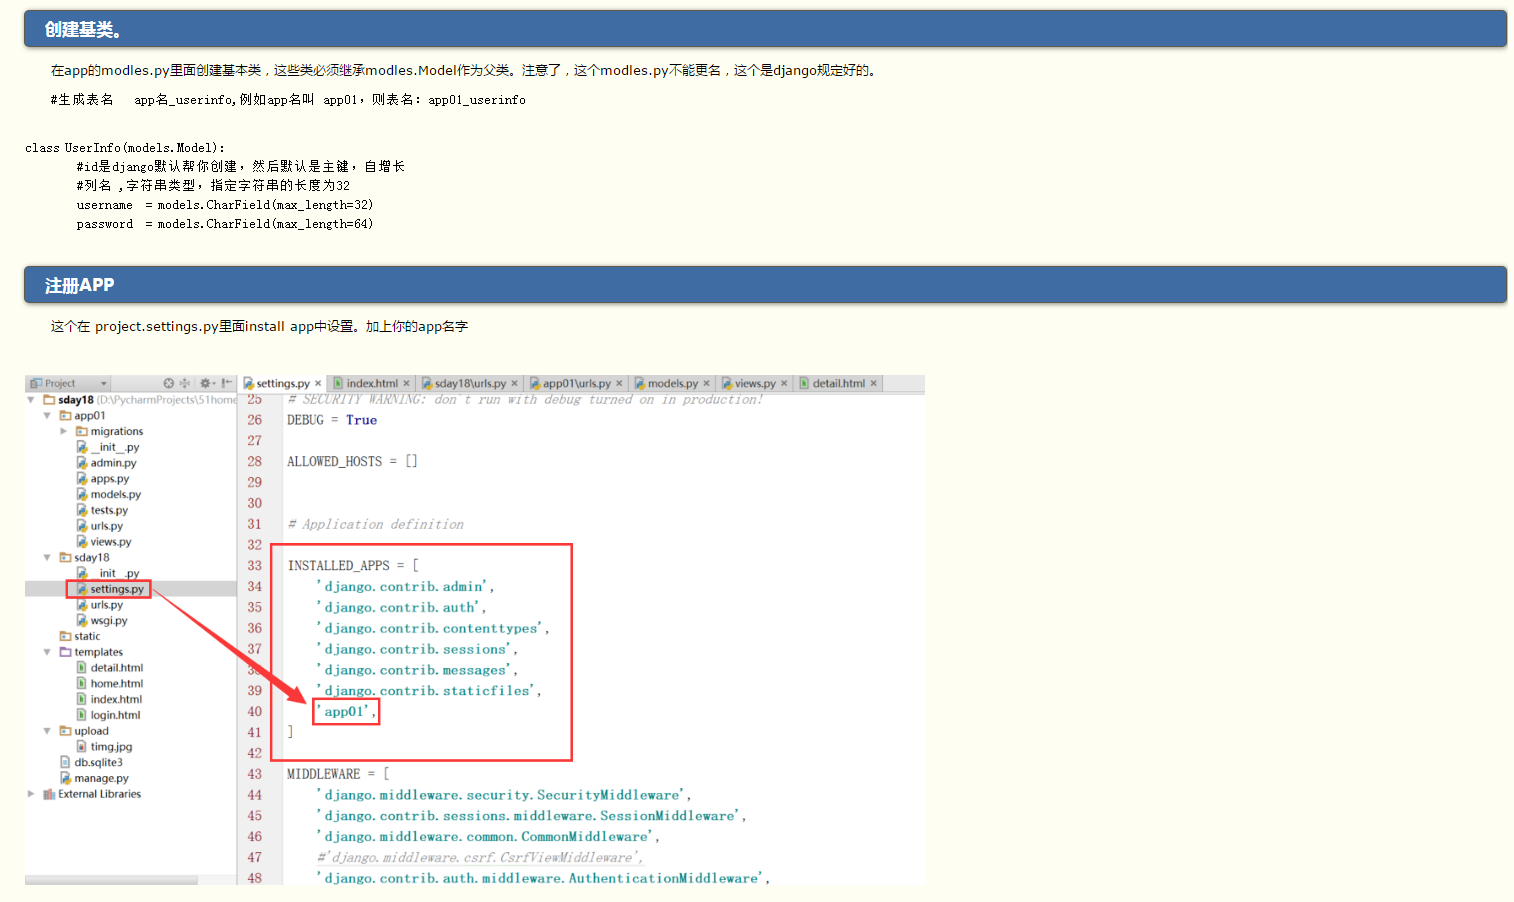 创建基类。
在app的modles.py里面创建基本类，这些类必须继承modles.Model作为父类。注意了，这个modles.py不能更名，这个是django规定好的。
#生成表名 app名_userinfo,例如app名叫 app01，则表名：app01_userinfo
class UserInfo(models.Model):
#id是django默认帮你创建，然后默认是主键，自增长
#列名 ,字符串类型，指定字符串的长度为32
username = models.CharField(max_length=32)
password = models.CharField(max_length=64)
注册APP
这个在 project.settings.py里面install app中设置。加上你的app名字
Project
settings.py index.html sday18\urls.py app01\urls.py models.py views.py detail.html
sday18 (D:\PycharmProjects\51home
app01
migrations
__init__.py
admin.py
apps.py
models.py
tests.py
urls.py
views.py
sday18
__init__.py
settings.py
urls.py
wsgi.py
static
templates
detail.html
home.html
index.html
login.html
upload
timg.jpg
db.sqlite3
manage.py
External Libraries
25 # SECURITY WARNING: don't run with debug turned on in production!
26 DEBUG = True
27
28 ALLOWED_HOSTS = []
29
30
31 # Application definition
32
33 INSTALLED_APPS = [
34 'django.contrib.admin',
35 'django.contrib.auth',
36 'django.contrib.contenttypes',
37 'django.contrib.sessions',
38 'django.contrib.messages',
39 'django.contrib.staticfiles',
40 'app01',
41 ]
42
43 MIDDLEWARE = [
44 'django.middleware.security.SecurityMiddleware',
45 'django.contrib.sessions.middleware.SessionMiddleware',
46 'django.middleware.common.CommonMiddleware',
47 #'django.middleware.csrf.CsrfViewMiddleware',
48 'django.contrib.auth.middleware.AuthenticationMiddleware',